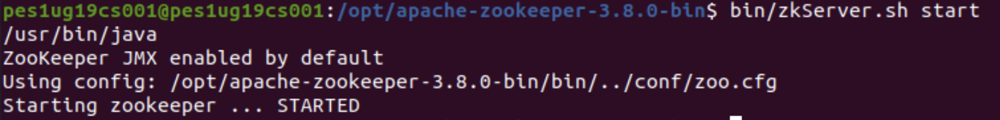 pes1ug19cs001@pes1ug19cs001:/opt/apache-zookeeper-3.8.0-bin$ bin/zkServer.sh start
/usr/bin/java
ZooKeeper JMX enabled by default
Using config: /opt/apache-zookeeper-3.8.0-bin/bin/../conf/zoo.cfg
Starting zookeeper ... STARTED